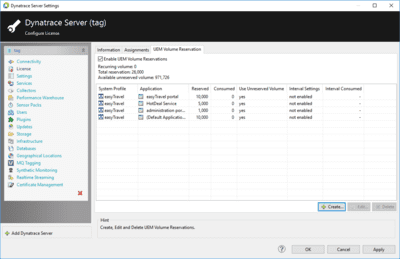 Dynatrace Server Settings
Dynatrace Server (tag)
Configure License
tag
Connectivity
License
Settings
Services
Collectors
Performance Warehouse
Server Packs
Users
Plugins
Updates
Storage
Infrastructure
Databases
Geographical Locations
MQ Tagging
Synthetic Monitoring
Realtime Streaming
Certificate Management
Add Dynatrace Server
Information Assignments UEM Volume Reservation
Enable UEM Volume Reservation
Recurring volume: 0
Total reservation: 26,000
Available unreserved volume: 971,726
System Profile Application Reserved Consumed Use Unreserved Volume Interval Settings Interval Consumed
easyTravel easyTravel portal 10,000 0 yes not enabled -
easyTravel HotDeal Service 5,000 0 yes not enabled -
easyTravel administration por... 1,000 0 yes not enabled -
easyTravel (Default Applicatio... 10,000 0 yes not enabled -
Create... Edit... Delete
Hint
Create, Edit and Delete UEM Volume Reservations.
OK Cancel Apply